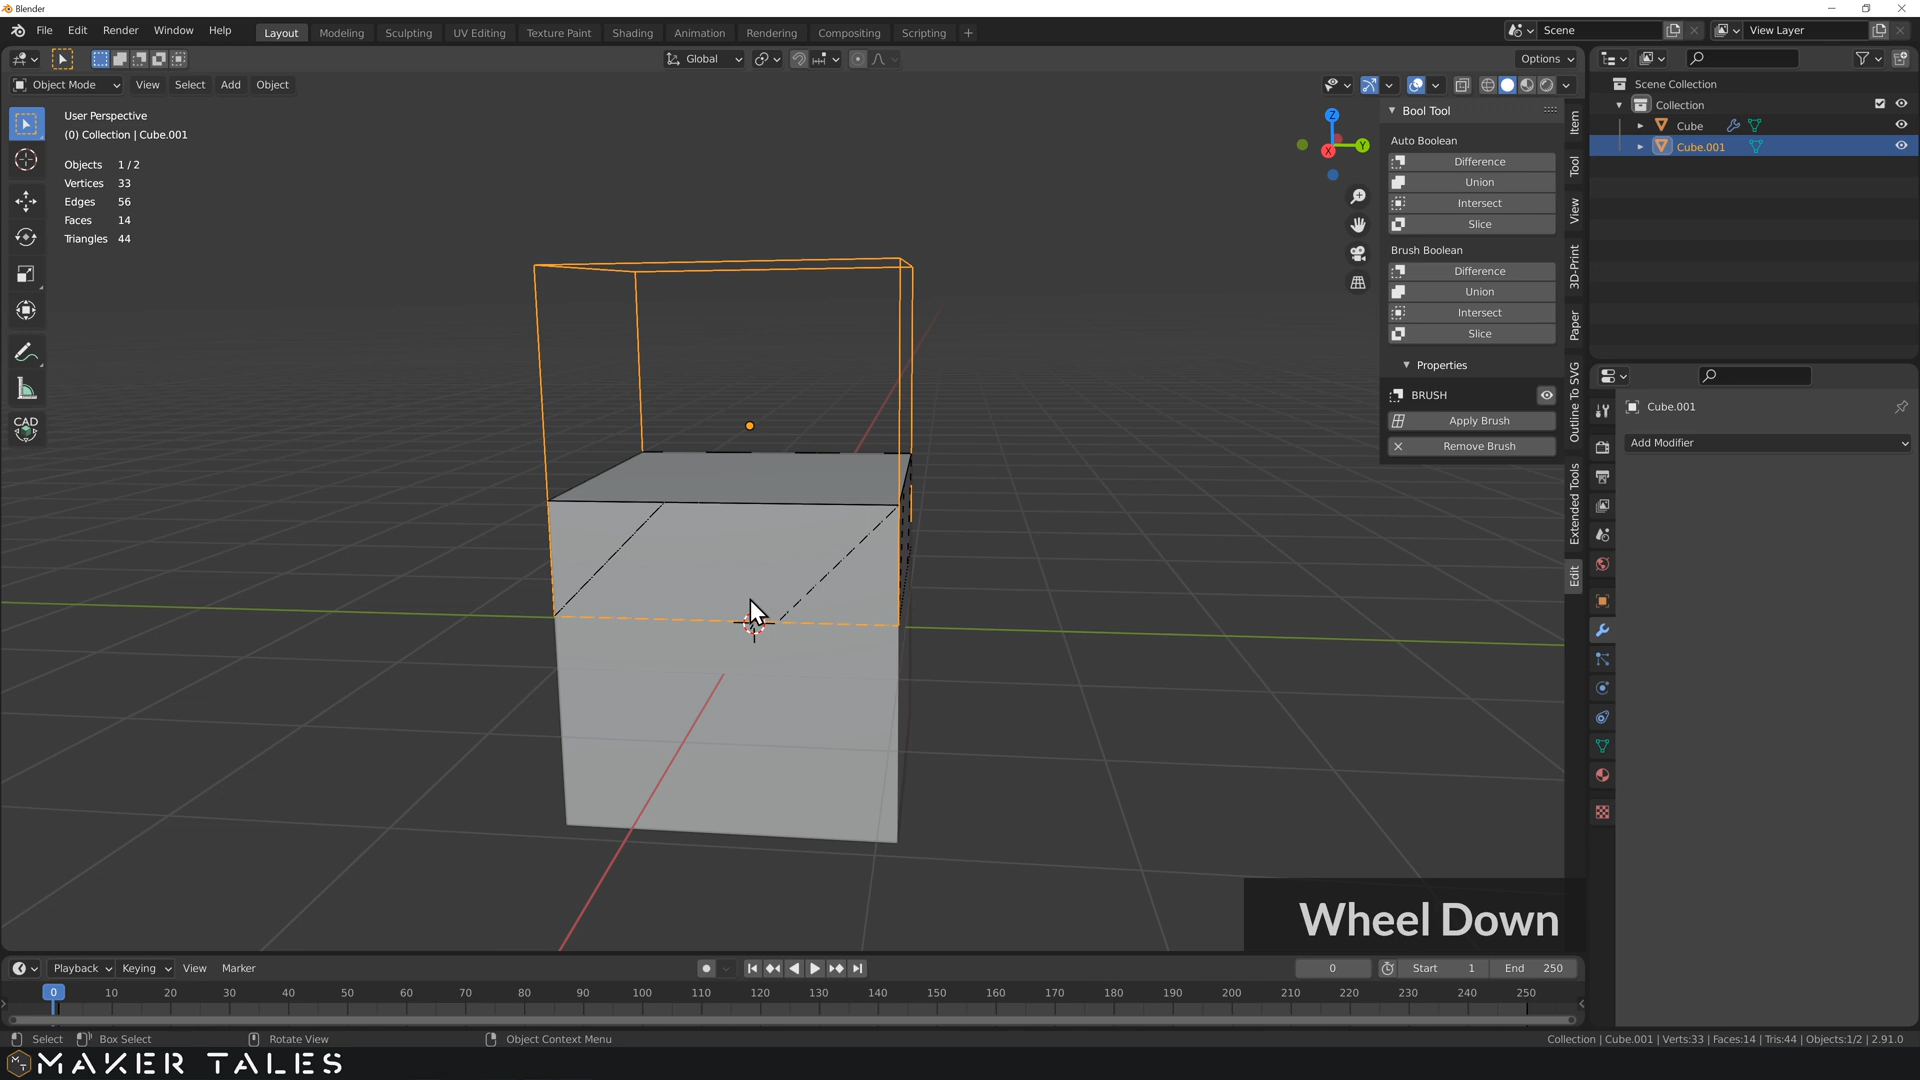 Blender
File Edit Render Window Help
Layout Modeling Sculpting UV Editing Texture Paint Shading Animation Rendering Compositing Scripting +
Scene
View Layer
Global
Options
Object Mode View Select Add Object
User Perspective
(0) Collection | Cube.001
Objects 1 / 2
Vertices 33
Edges 56
Faces 14
Triangles 44
CAD
Z
Y
X
Bool Tool
Auto Boolean
Difference
Union
Intersect
Slice
Brush Boolean
Difference
Union
Intersect
Slice
Properties
BRUSH
Apply Brush
Remove Brush
Item
Tool
View
3D-Print
Paper
Outline To SVG
Extended Tools
Edit
Scene Collection
Collection
Cube
Cube.001
Cube.001
Add Modifier
Wheel Down
Playback Keying View Marker
0
Start 1
End 250
0 10 20 30 40 50 60 70 80 90 100 110 120 130 140 150 160 170 180 190 200 210 220 230 240 250
Select Box Select Rotate View Object Context Menu
Collection | Cube.001 | Verts:33 | Faces:14 | Tris:44 | Objects:1/2 | 2.91.0
MAKER TALES